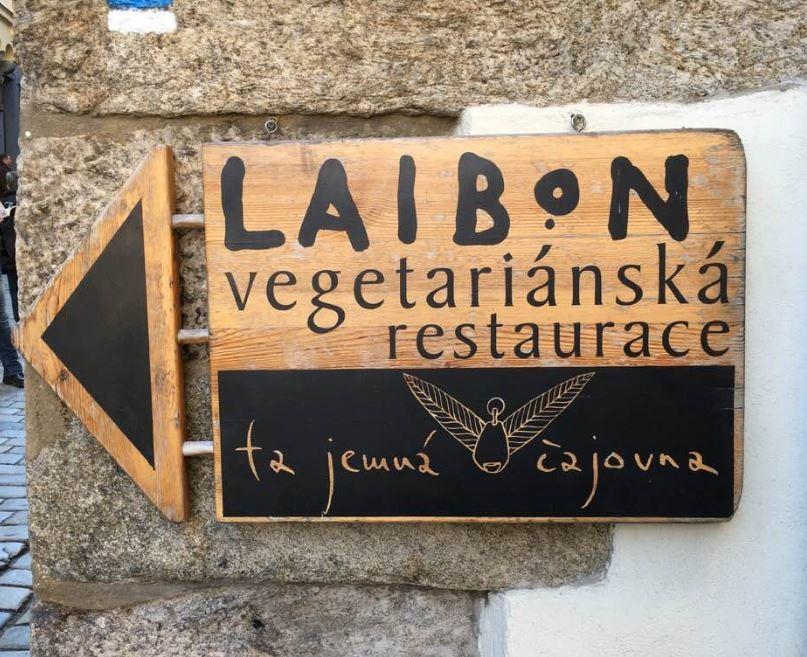 LAIBON
vegetariánská
restaurace
ta jemná čajovna